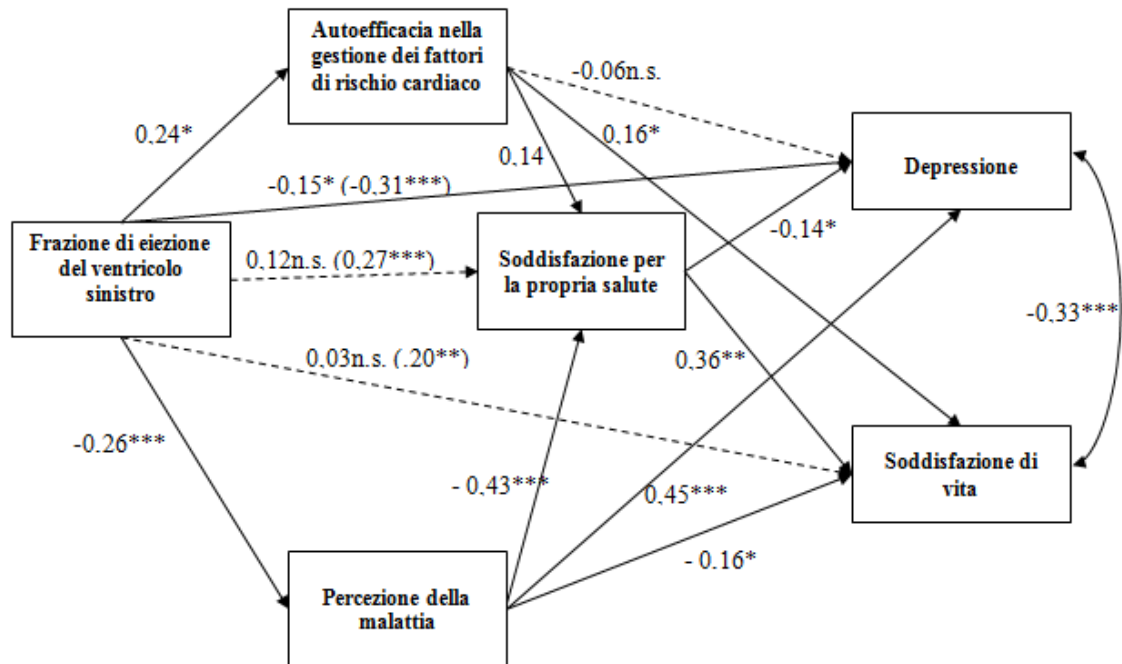 Autoefficacia nella
gestione dei fattori
di rischio cardiaco
-0.06n.s.
0,24*
0,16*
0,14
Depressione
-0,15* (-0,31***)
-0,14*
Frazione di eiezione
del ventricolo
sinistro
0,12n.s. (0,27***)
Soddisfazione per
la propria salute
-0,33***
0,03n.s. (.20**)
0,36**
-0.26***
Soddisfazione di
vita
- 0,43***
0,45***
- 0.16*
Percezione della
malattia